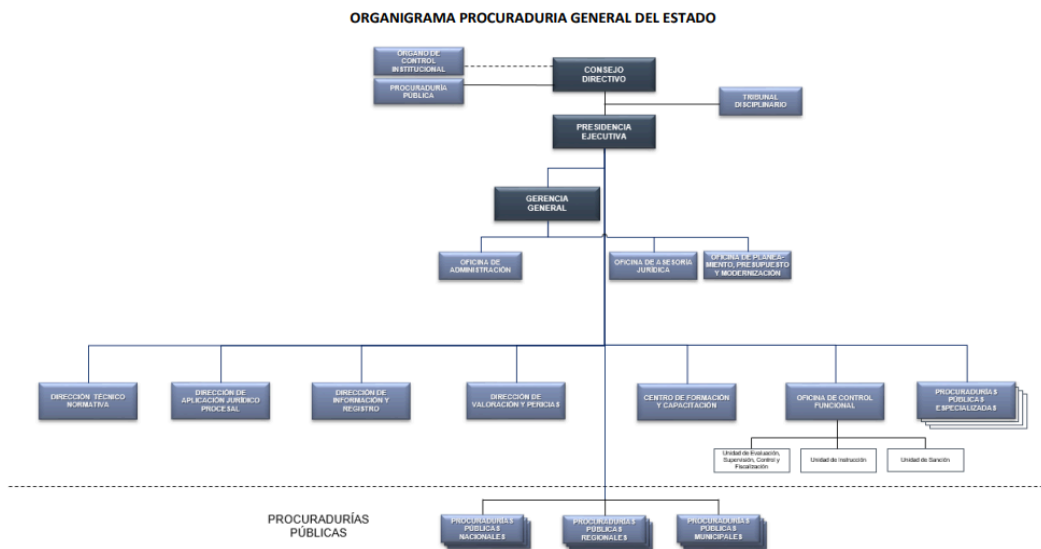 ORGANIGRAMA PROCURADURIA GENERAL DEL ESTADO
ÓRGANO DE
CONTROL
INSTITUCIONAL
PROCURADURÍA
PÚBLICA
CONSEJO
DIRECTIVO
TRIBUNAL
DISCIPLINARIO
PRESIDENCIA
EJECUTIVA
GERENCIA
GENERAL
OFICINA DE
ADMINISTRACIÓN
OFICINA DE ASESORÍA
JURÍDICA
OFICINA DE PLANEA-
MIENTO, PRESUPUESTO
Y MODERNIZACIÓN
DIRECCIÓN TÉCNICO
NORMATIVA
DIRECCIÓN DE
APLICACIÓN JURÍDICO
PROCESAL
DIRECCIÓN DE
INFORMACIÓN Y
REGISTRO
DIRECCIÓN DE
VALORACIÓN Y PERICIAS
CENTRO DE FORMACIÓN
Y CAPACITACIÓN
OFICINA DE CONTROL
FUNCIONAL
PROCURADURÍAS
PÚBLICAS
ESPECIALIZADAS
Unidad de Evaluación,
Supervisión, Control y
Fiscalización
Unidad de Instrucción
Unidad de Sanción
PROCURADURÍAS
PÚBLICAS
PROCURADURÍAS
PÚBLICAS
NACIONALES
PROCURADURÍAS
PÚBLICAS
REGIONALES
PROCURADURÍAS
PÚBLICAS
MUNICIPALES